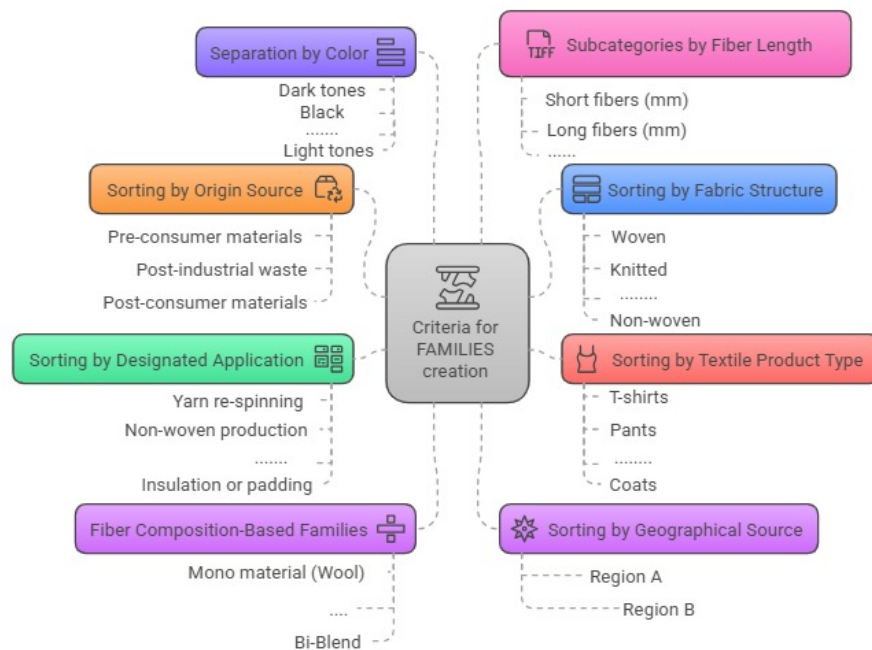 Separation by Color
Dark tones
Black
.......
Light tones
Sorting by Origin Source
Pre-consumer materials
Post-industrial waste
Post-consumer materials
Sorting by Designated Application
Yarn re-spinning
Non-woven production
.......
Insulation or padding
Fiber Composition-Based Families
Mono material (Wool)
....
Bi-Blend
Criteria for
FAMILIES
creation
TIFF
Subcategories by Fiber Length
Short fibers (mm)
Long fibers (mm)
......
Sorting by Fabric Structure
Woven
Knitted
........
Non-woven
Sorting by Textile Product Type
T-shirts
Pants
........
Coats
Sorting by Geographical Source
Region A
Region B